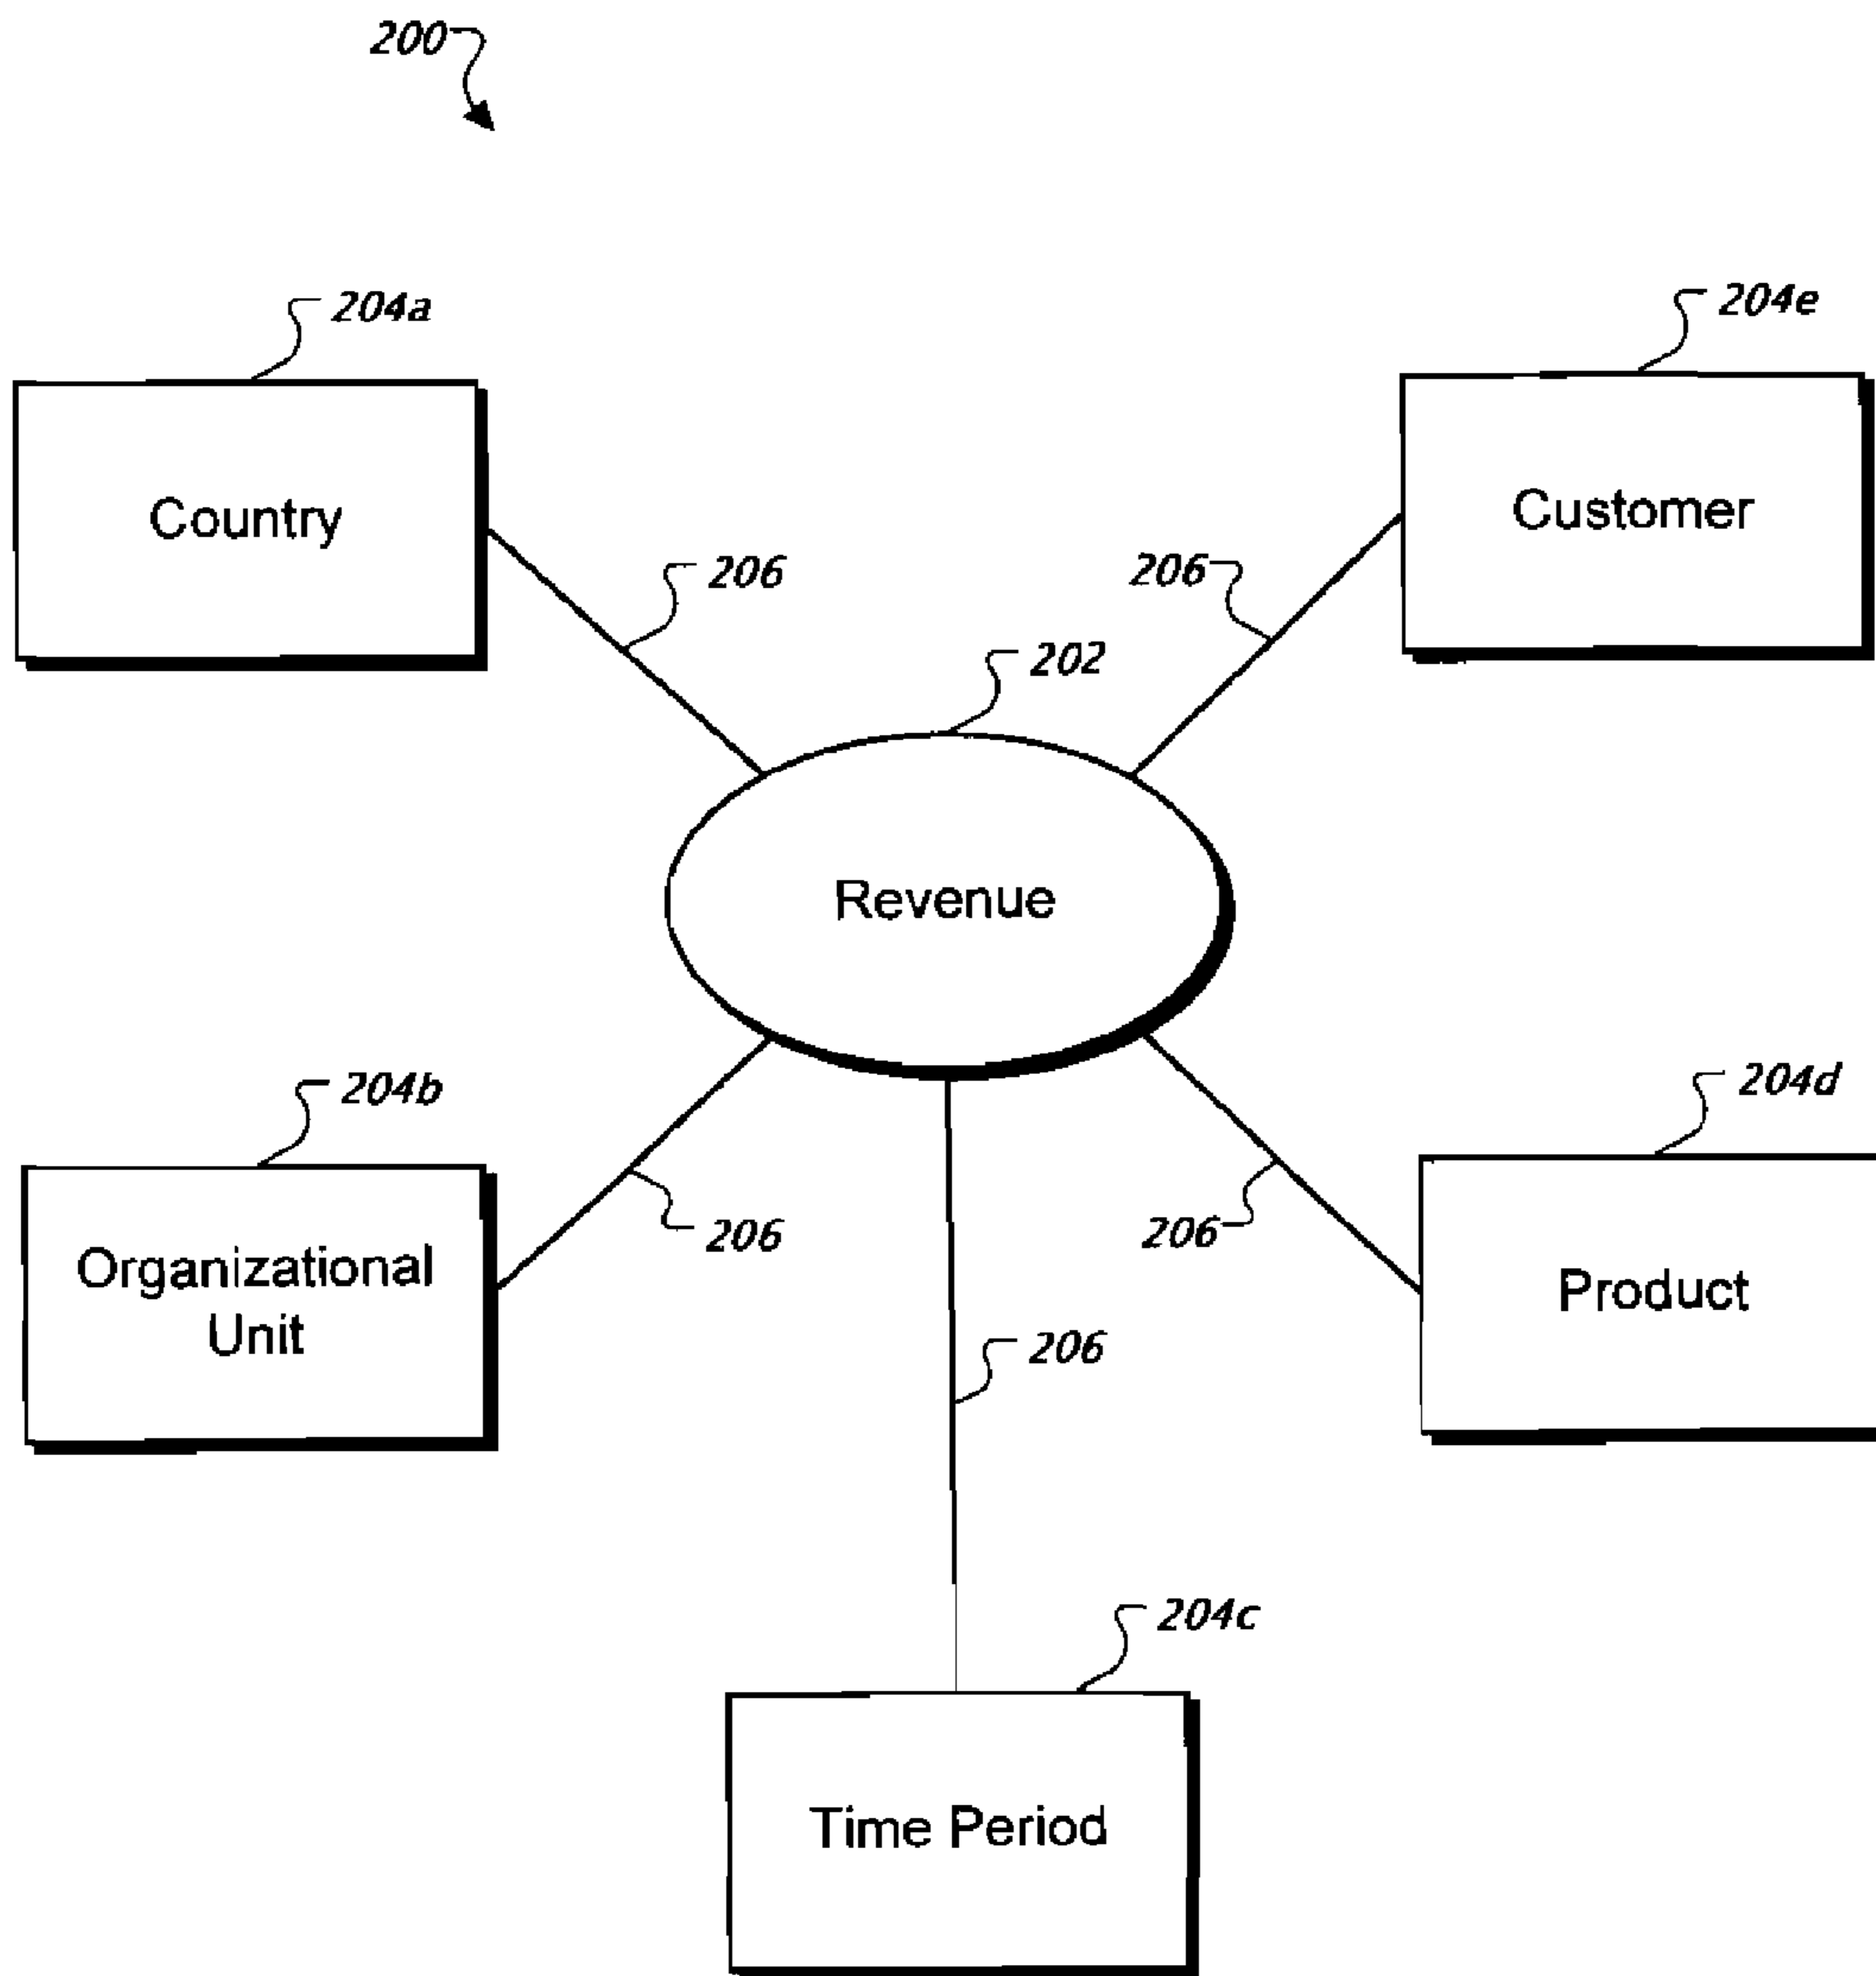 200
204a
204e
Country
Customer
206
206
202
Revenue
204b
204d
Organizational
Unit
206
206
Product
206
204c
Time Period